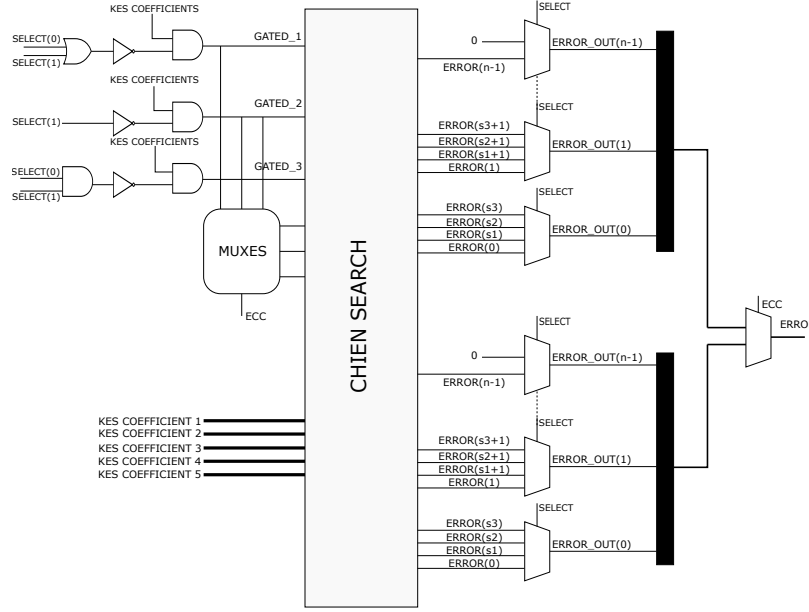 KES COEFFICIENTS
SELECT(0)
SELECT(1)
GATED_1
KES COEFFICIENTS
SELECT(1)
GATED_2
KES COEFFICIENTS
SELECT(0)
SELECT(1)
GATED_3
MUXES
ECC
KES COEFFICIENT 1
KES COEFFICIENT 2
KES COEFFICIENT 3
KES COEFFICIENT 4
KES COEFFICIENT 5
CHIEN SEARCH
SELECT
0
ERROR(n-1)
ERROR_OUT(n-1)
SELECT
ERROR(s3+1)
ERROR(s2+1)
ERROR(s1+1)
ERROR(1)
ERROR_OUT(1)
SELECT
ERROR(s3)
ERROR(s2)
ERROR(s1)
ERROR(0)
ERROR_OUT(0)
SELECT
0
ERROR(n-1)
ERROR_OUT(n-1)
SELECT
ERROR(s3+1)
ERROR(s2+1)
ERROR(s1+1)
ERROR(1)
ERROR_OUT(1)
SELECT
ERROR(s3)
ERROR(s2)
ERROR(s1)
ERROR(0)
ERROR_OUT(0)
ECC
ERRO